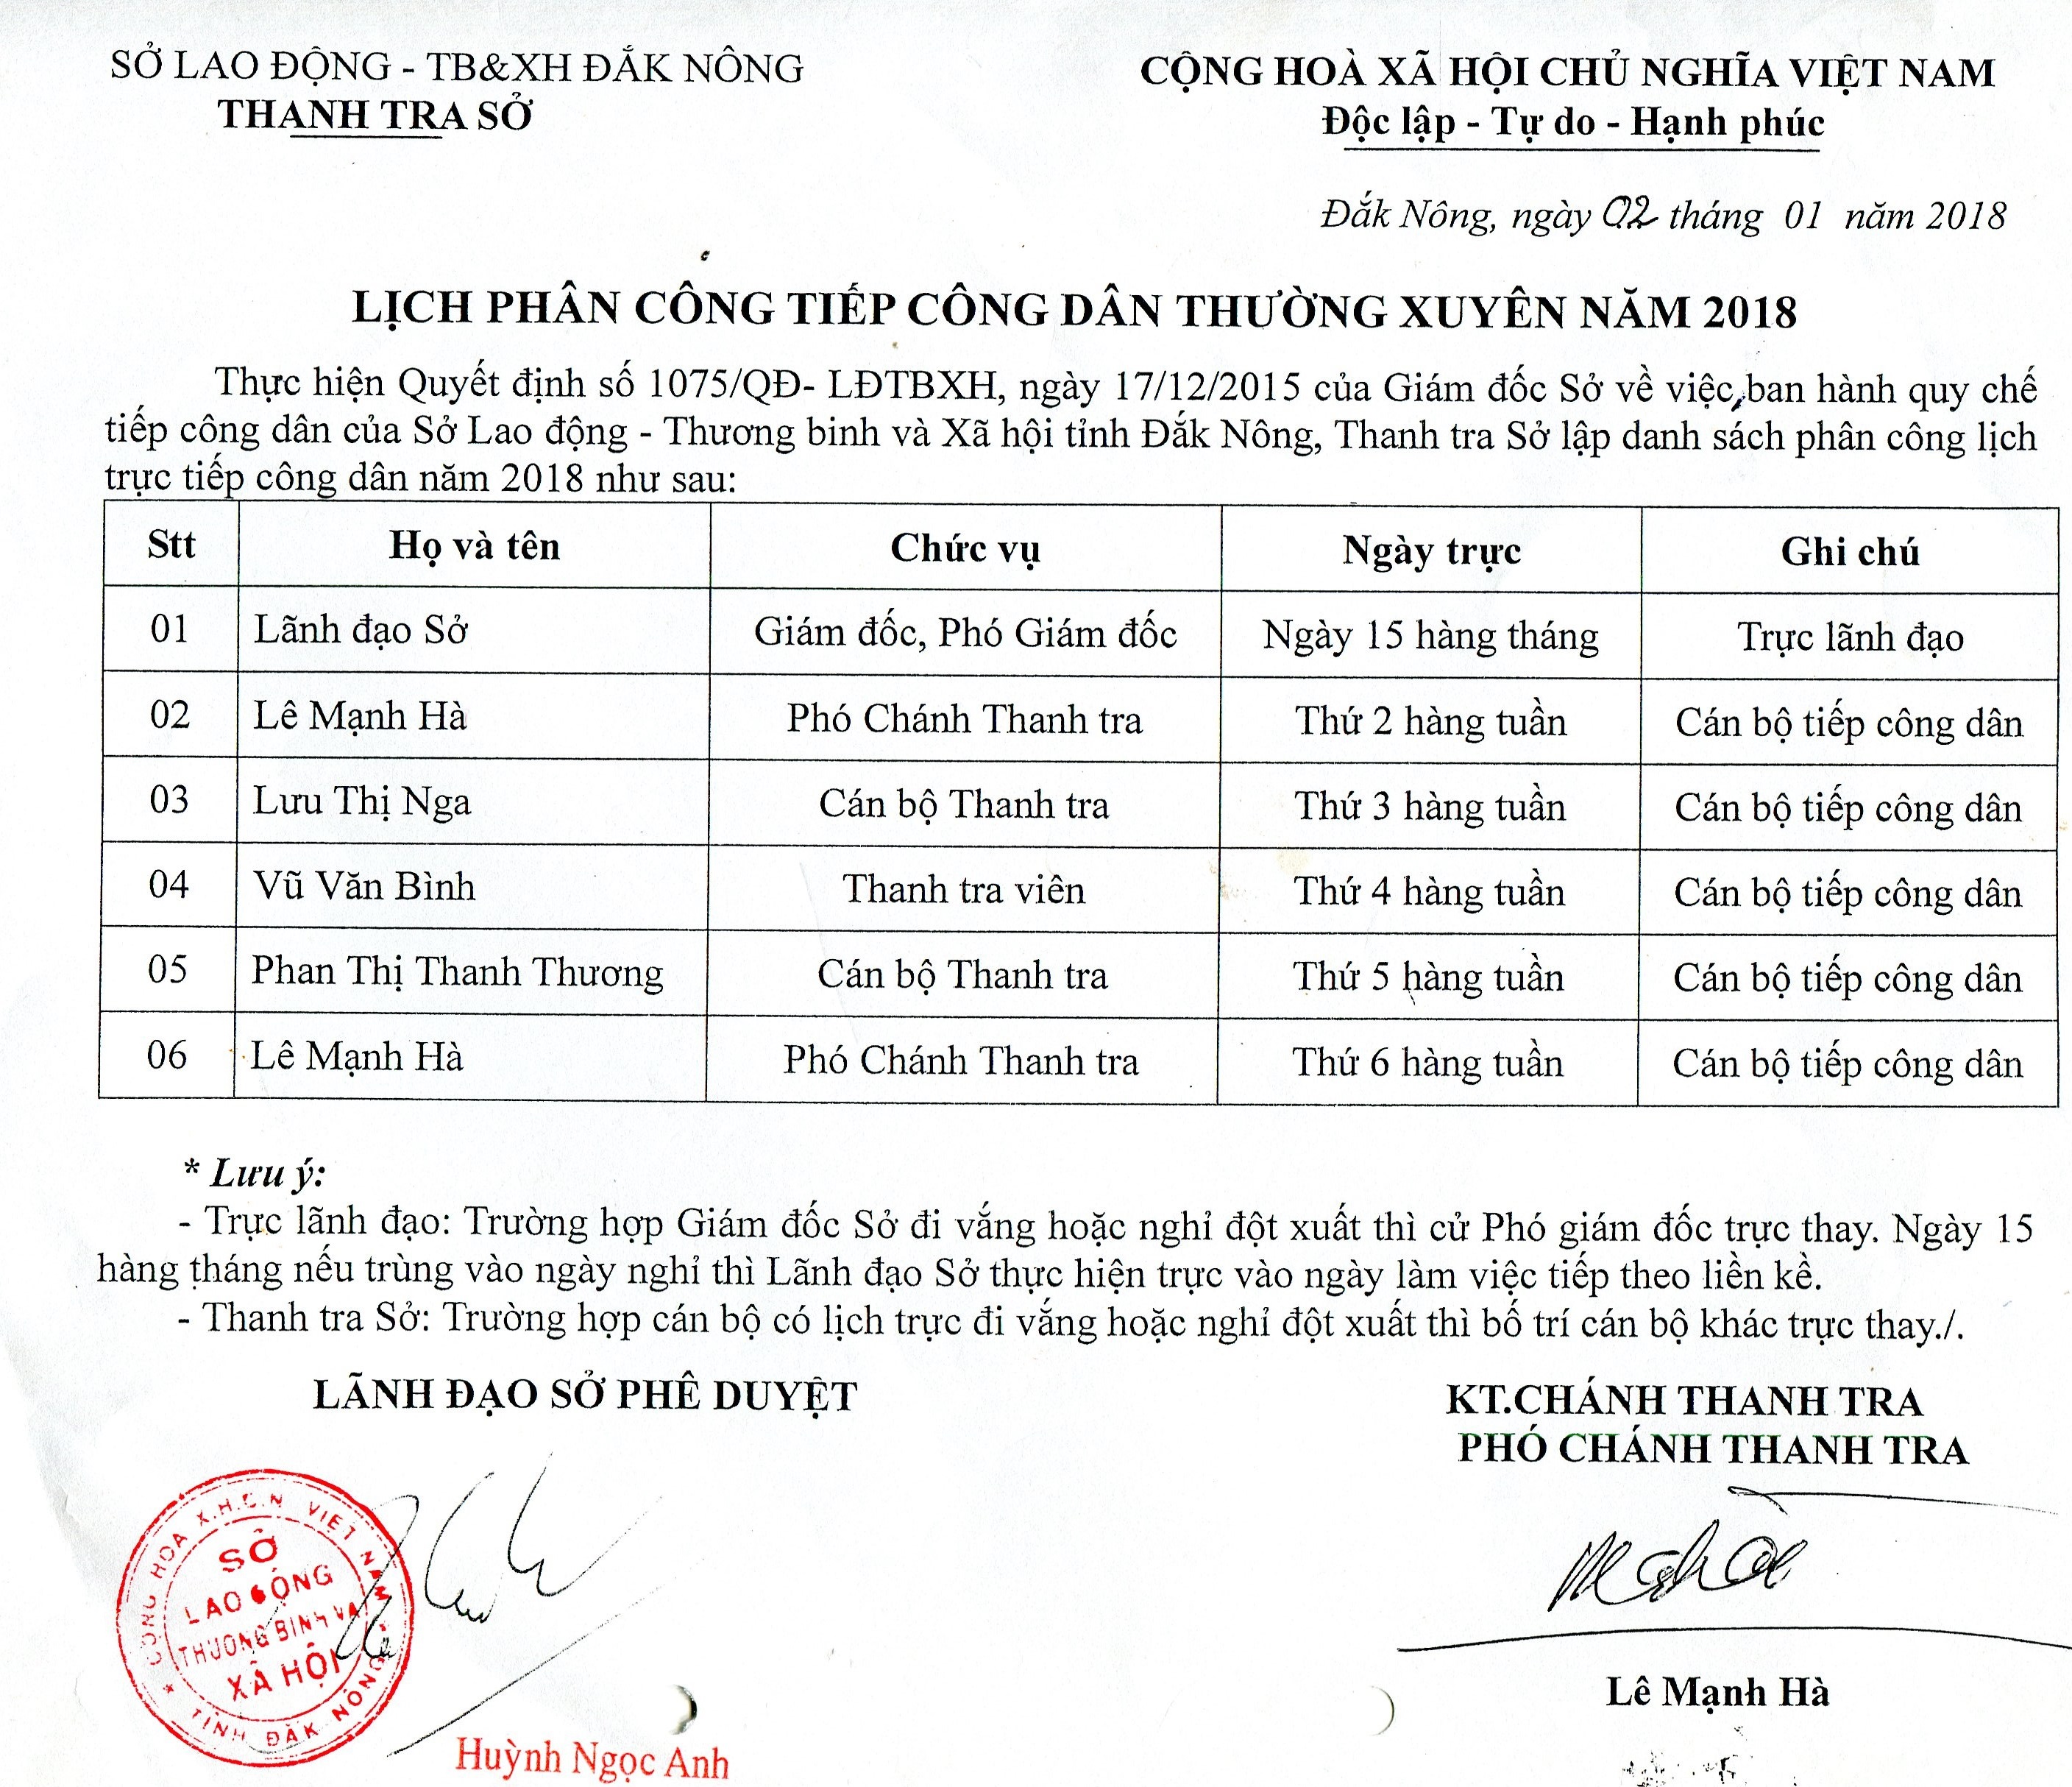 SỞ LAO ĐỘNG - TB&XH ĐẮK NÔNG
THANH TRA SỞ
CỘNG HOÀ XÃ HỘI CHỦ NGHĨA VIỆT NAM
Độc lập - Tự do - Hạnh phúc
Đắk Nông, ngày 02 tháng 01 năm 2018
LỊCH PHÂN CÔNG TIẾP CÔNG DÂN THƯỜNG XUYÊN NĂM 2018
Thực hiện Quyết định số 1075/QĐ- LĐTBXH, ngày 17/12/2015 của Giám đốc Sở về việc ban hành quy chế
tiếp công dân của Sở Lao động - Thương binh và Xã hội tỉnh Đắk Nông, Thanh tra Sở lập danh sách phân công lịch
trực tiếp công dân năm 2018 như sau:
Stt Họ và tên Chức vụ Ngày trực Ghi chú
01 Lãnh đạo Sở Giám đốc, Phó Giám đốc Ngày 15 hàng tháng Trực lãnh đạo
02 Lê Mạnh Hà Phó Chánh Thanh tra Thứ 2 hàng tuần Cán bộ tiếp công dân
03 Lưu Thị Nga Cán bộ Thanh tra Thứ 3 hàng tuần Cán bộ tiếp công dân
04 Vũ Văn Bình Thanh tra viên Thứ 4 hàng tuần Cán bộ tiếp công dân
05 Phan Thị Thanh Thương Cán bộ Thanh tra Thứ 5 hàng tuần Cán bộ tiếp công dân
06 Lê Mạnh Hà Phó Chánh Thanh tra Thứ 6 hàng tuần Cán bộ tiếp công dân
* Lưu ý:
- Trực lãnh đạo: Trường hợp Giám đốc Sở đi vắng hoặc nghỉ đột xuất thì cử Phó giám đốc trực thay. Ngày 15
hàng tháng nếu trùng vào ngày nghỉ thì Lãnh đạo Sở thực hiện trực vào ngày làm việc tiếp theo liền kề.
- Thanh tra Sở: Trường hợp cán bộ có lịch trực đi vắng hoặc nghỉ đột xuất thì bố trí cán bộ khác trực thay./.
LÃNH ĐẠO SỞ PHÊ DUYỆT
KT.CHÁNH THANH TRA
PHÓ CHÁNH THANH TRA
CỘNG HOA X.H.C.N VIỆT NAM
SỞ
LAO ĐỘNG
THƯƠNG BINH VÀ
XÃ HỘI
TỈNH ĐĂK NÔNG
Lê Mạnh Hà
Huỳnh Ngọc Anh